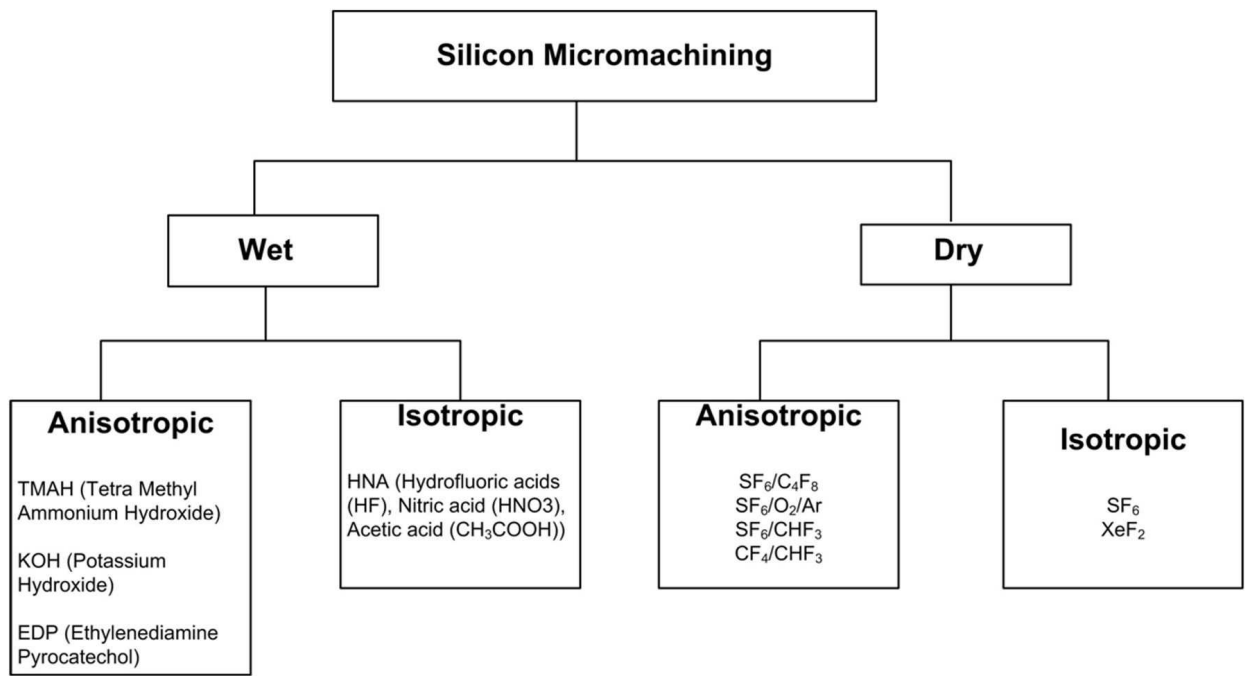 Silicon Micromachining
Wet
Dry
Anisotropic
TMAH (Tetra Methyl
Ammonium Hydroxide)
KOH (Potassium
Hydroxide)
EDP (Ethylenediamine
Pyrocatechol)
Isotropic
HNA (Hydrofluoric acids
(HF), Nitric acid (HNO3),
Acetic acid (CH₃COOH))
Anisotropic
SF₆/C₄F₈
SF₆/O₂/Ar
SF₆/CHF₃
CF₄/CHF₃
Isotropic
SF₆
XeF₂